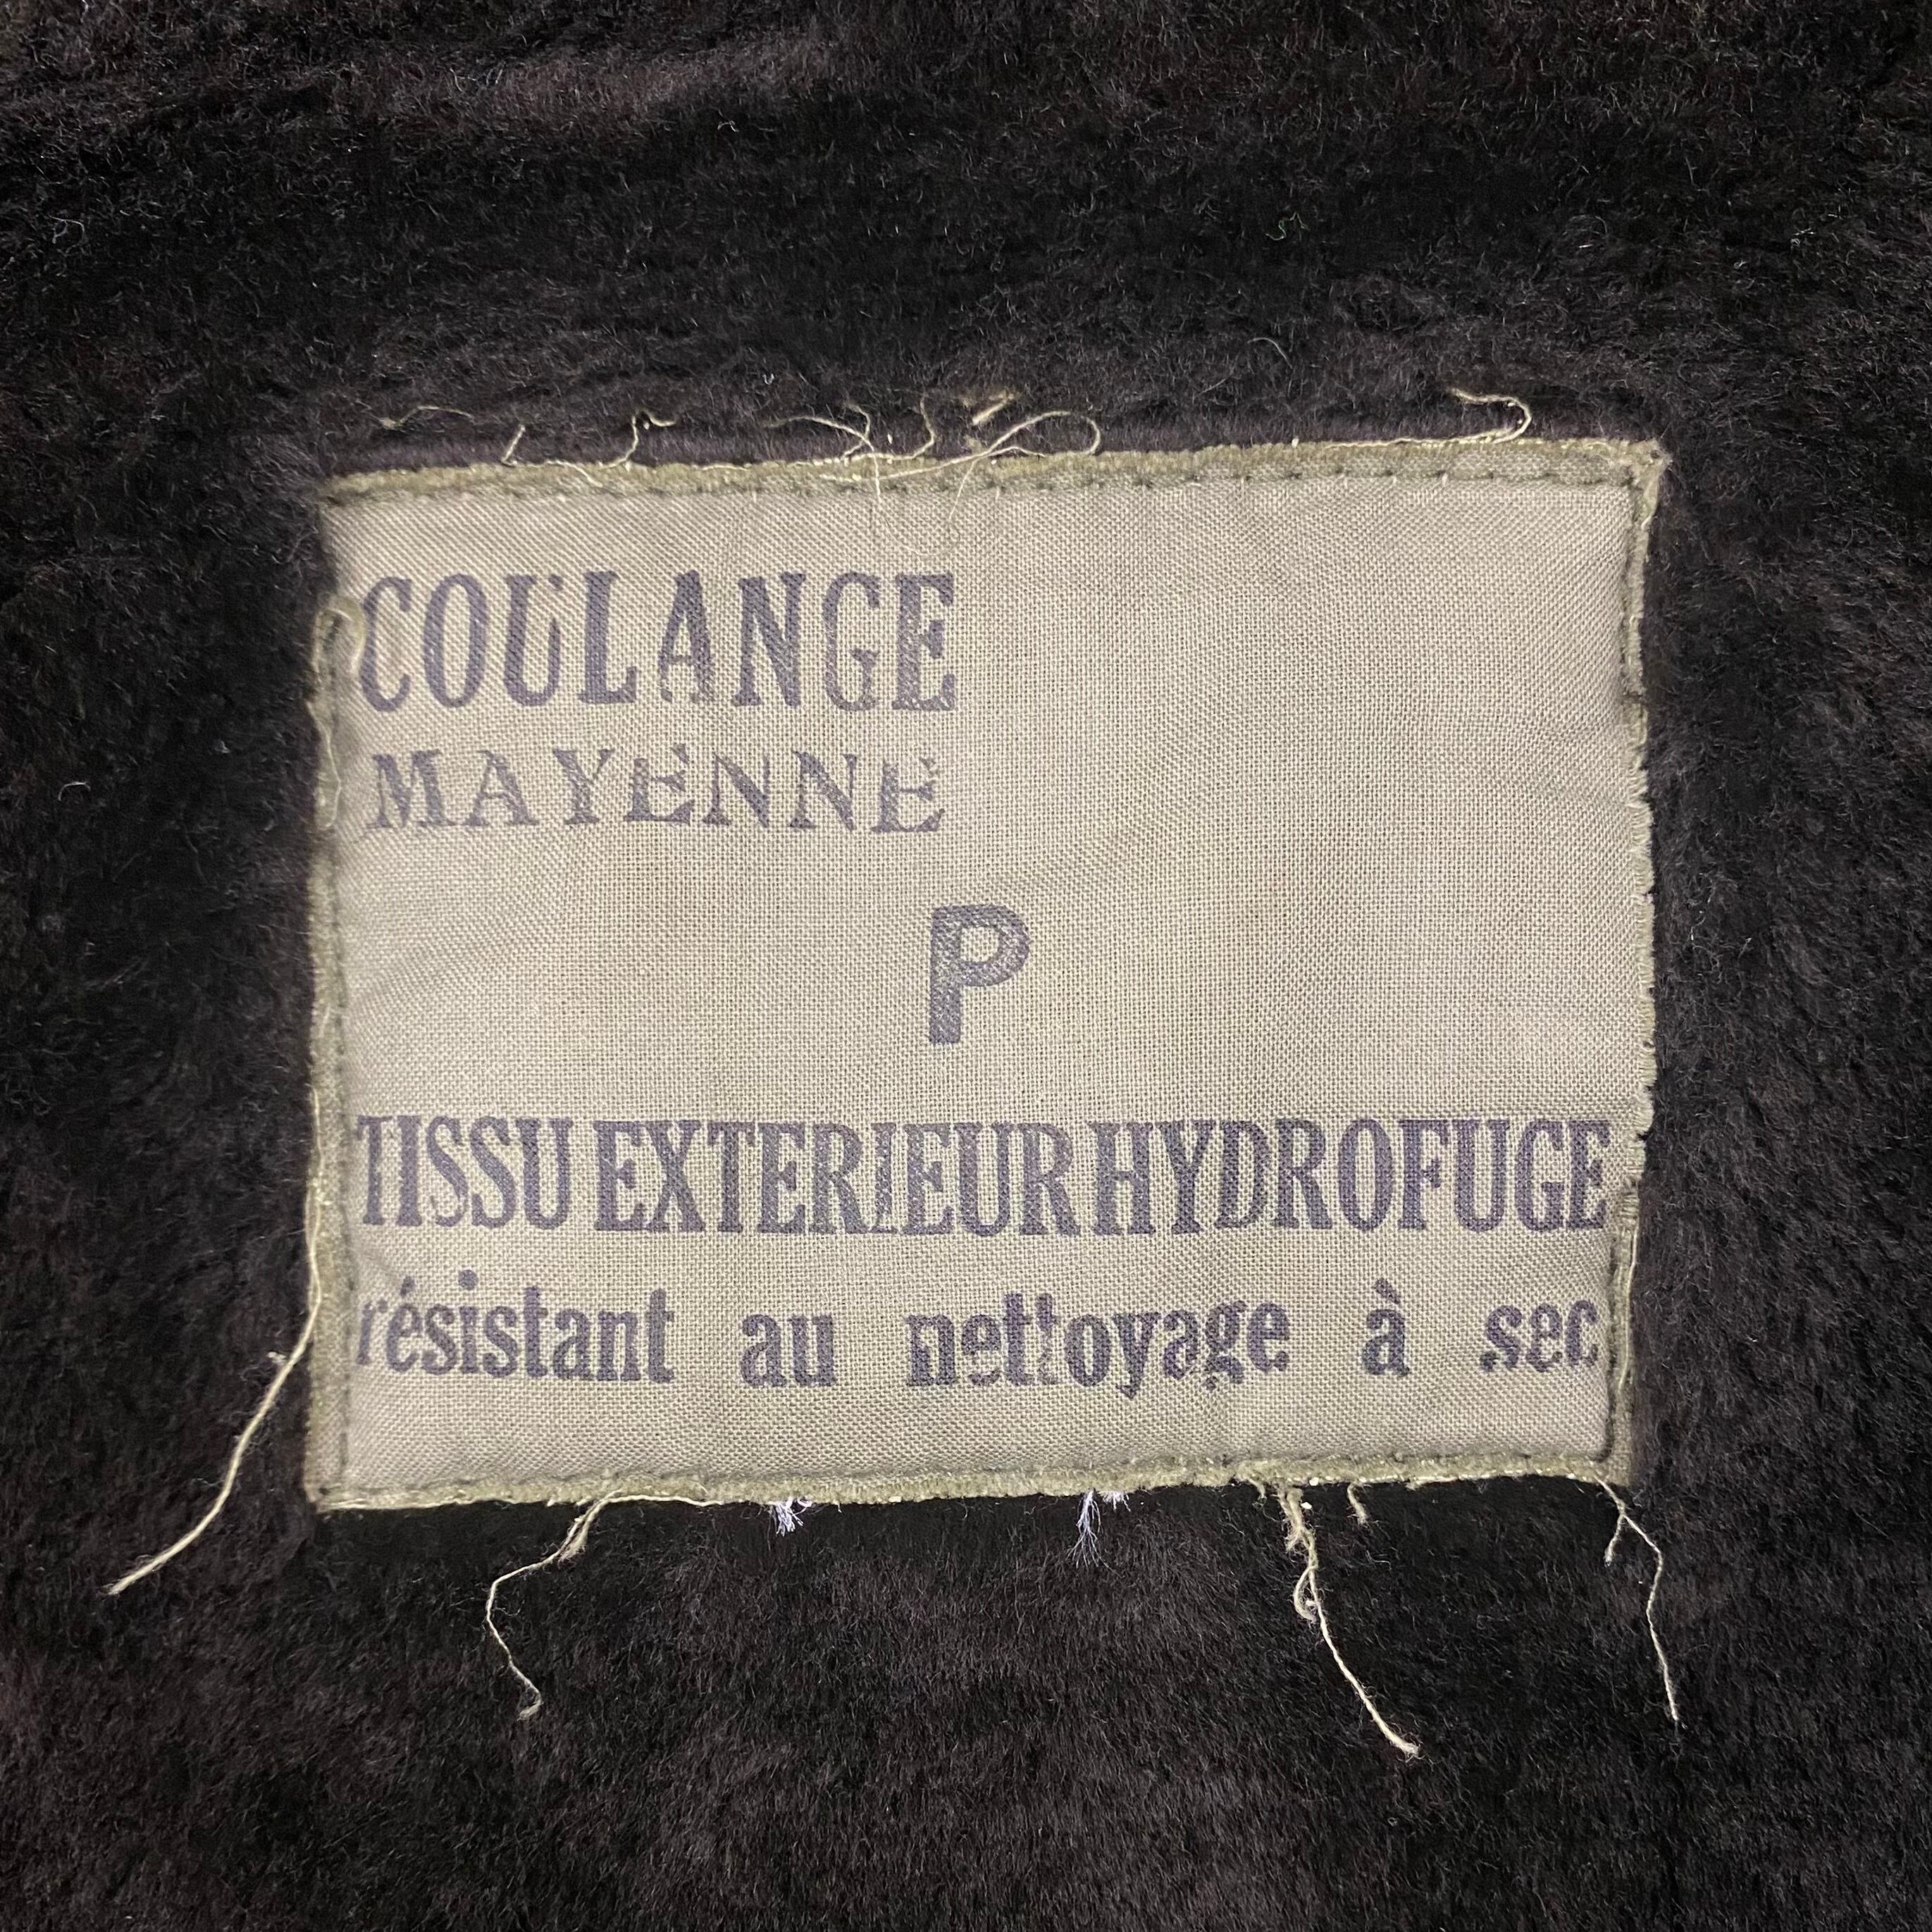 COULANGE
MAYENNE
P
TISSU EXTERIEUR HYDROFUGE
résistant au nettoyage à sec